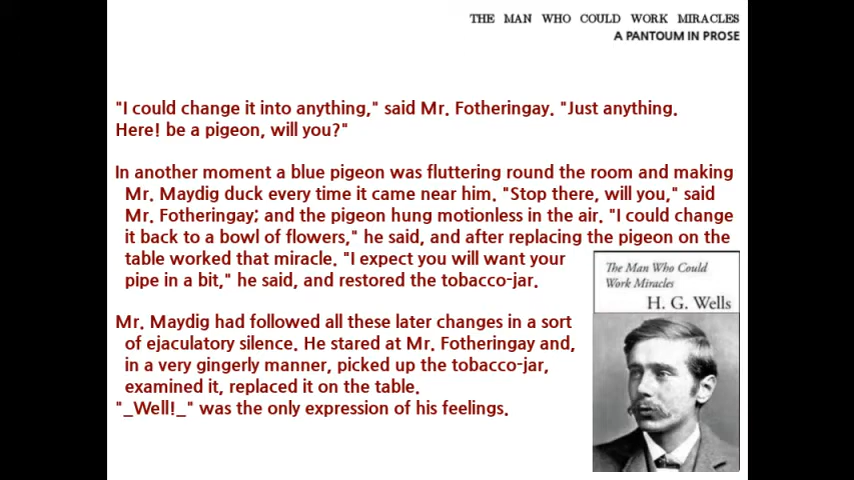 THE MAN WHO COULD WORK MIRACLES
A PANTOUM IN PROSE
"I could change it into anything," said Mr. Fotheringay. "Just anything.
Here! be a pigeon, will you?"
In another moment a blue pigeon was fluttering round the room and making
Mr. Maydig duck every time it came near him. "Stop there, will you," said
Mr. Fotheringay; and the pigeon hung motionless in the air. "I could change
it back to a bowl of flowers," he said, and after replacing the pigeon on the
table worked that miracle. "I expect you will want your
pipe in a bit," he said, and restored the tobacco-jar.
Mr. Maydig had followed all these later changes in a sort
of ejaculatory silence. He stared at Mr. Fotheringay and,
in a very gingerly manner, picked up the tobacco-jar,
examined it, replaced it on the table.
"_Well!_" was the only expression of his feelings.
The Man Who Could
Work Miracles
H. G. Wells